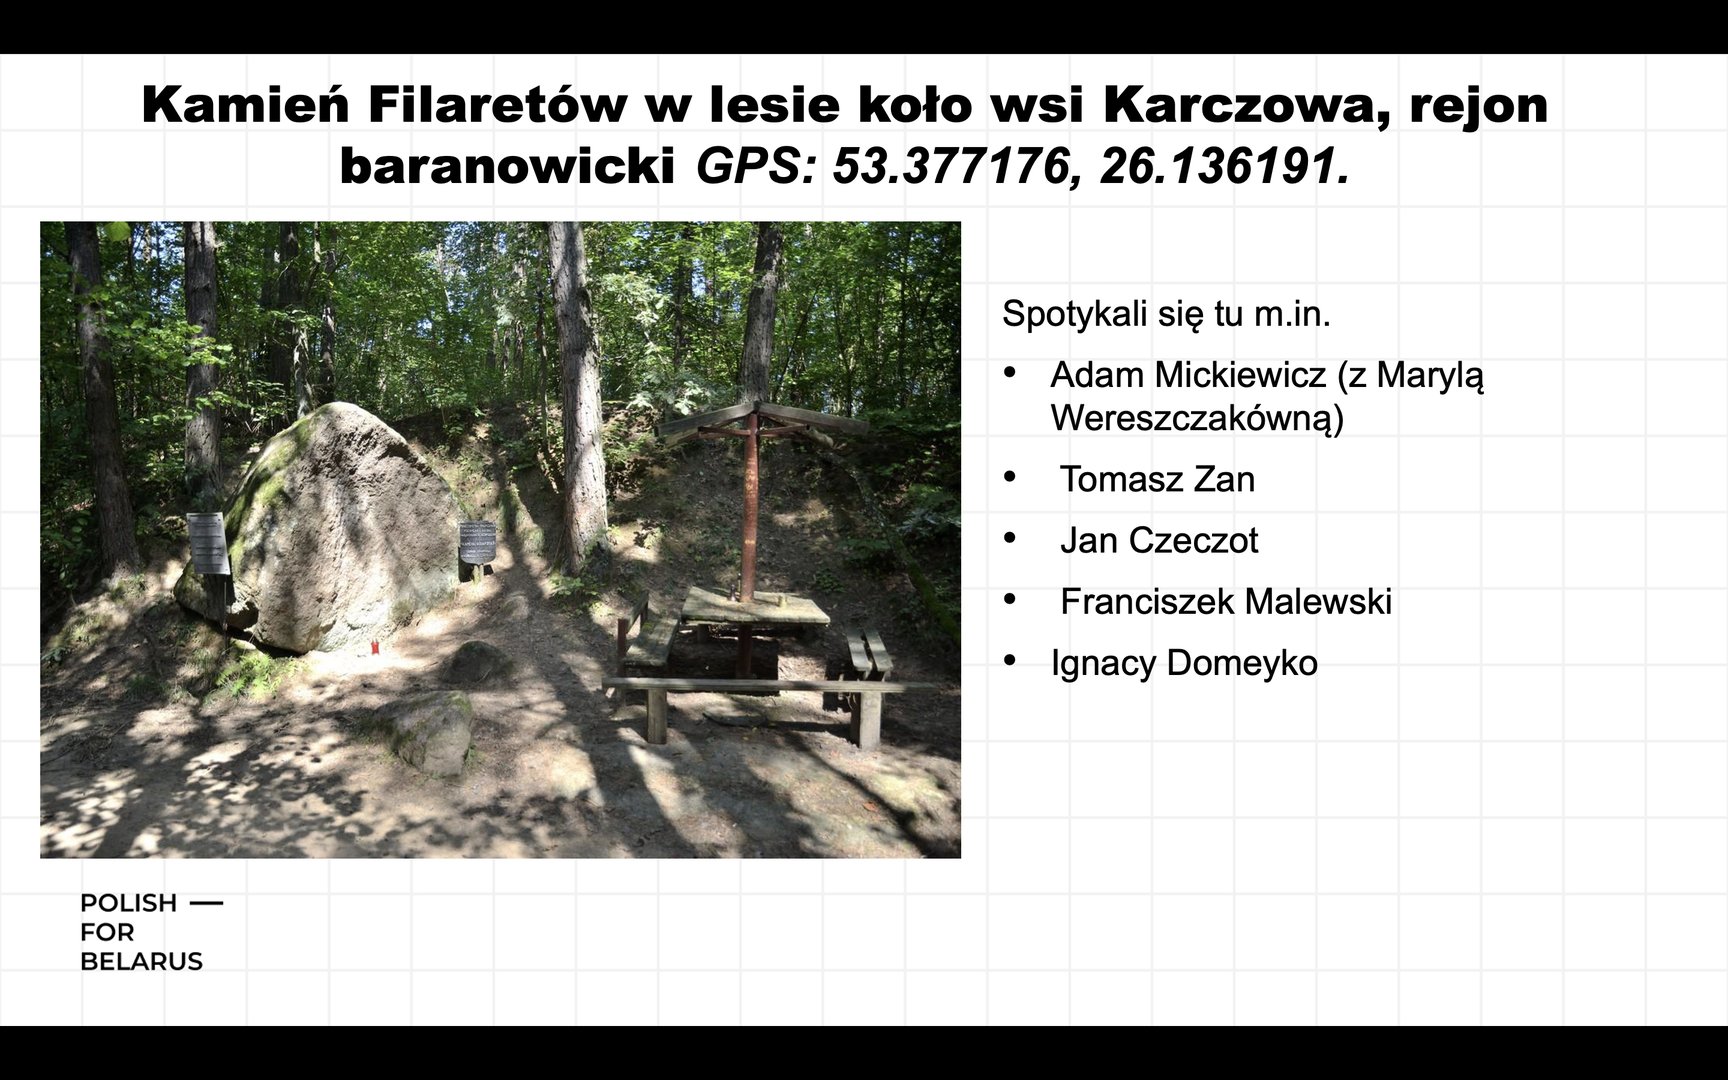 Kamień Filaretów w lesie koło wsi Karczowa, rejon
baranowicki GPS: 53.377176, 26.136191.
Spotykali się tu m.in.
• Adam Mickiewicz (z Marylą
Wereszczakówną)
• Tomasz Zan
• Jan Czeczot
• Franciszek Malewski
• Ignacy Domeyko
POLISH —
FOR
BELARUS